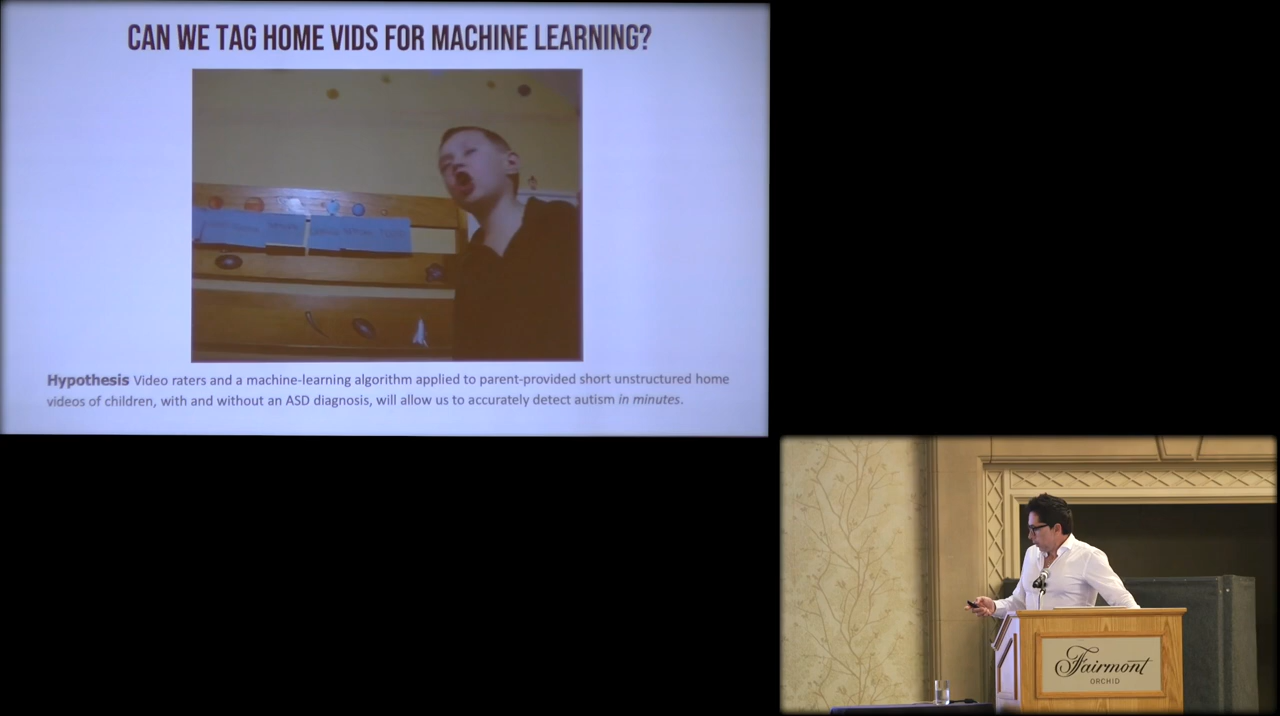 CAN WE TAG HOME VIDS FOR MACHINE LEARNING?
Hypothesis Video raters and a machine-learning algorithm applied to parent-provided short unstructured home
videos of children, with and without an ASD diagnosis, will allow us to accurately detect autism in minutes.
Fairmont
ORCHID